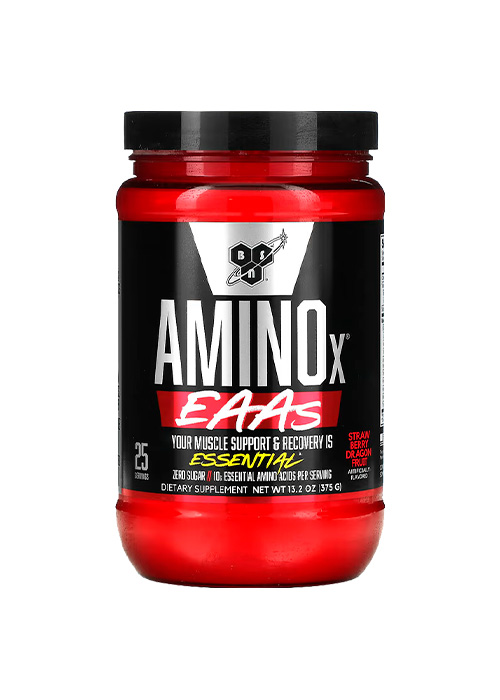 B S
N
AMINOx®
EAAs
YOUR MUSCLE SUPPORT & RECOVERY IS
ESSENTIAL*
ZERO SUGAR // 10g ESSENTIAL AMINO ACIDS PER SERVING
DIETARY SUPPLEMENT NET WT 13.2 OZ (375 G)
25
SERVINGS
STRAW
BERRY
DRAGON
FRUIT
ARTIFICIALLY
FLAVORED